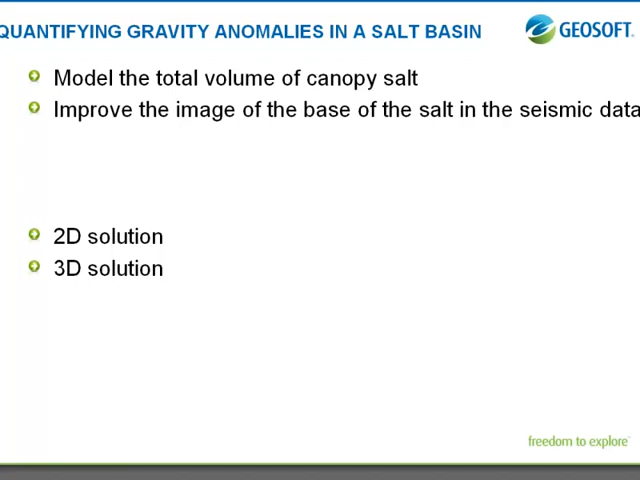 QUANTIFYING GRAVITY ANOMALIES IN A SALT BASIN
GEOSOFT
Model the total volume of canopy salt
Improve the image of the base of the salt in the seismic data
2D solution
3D solution
freedom to explore